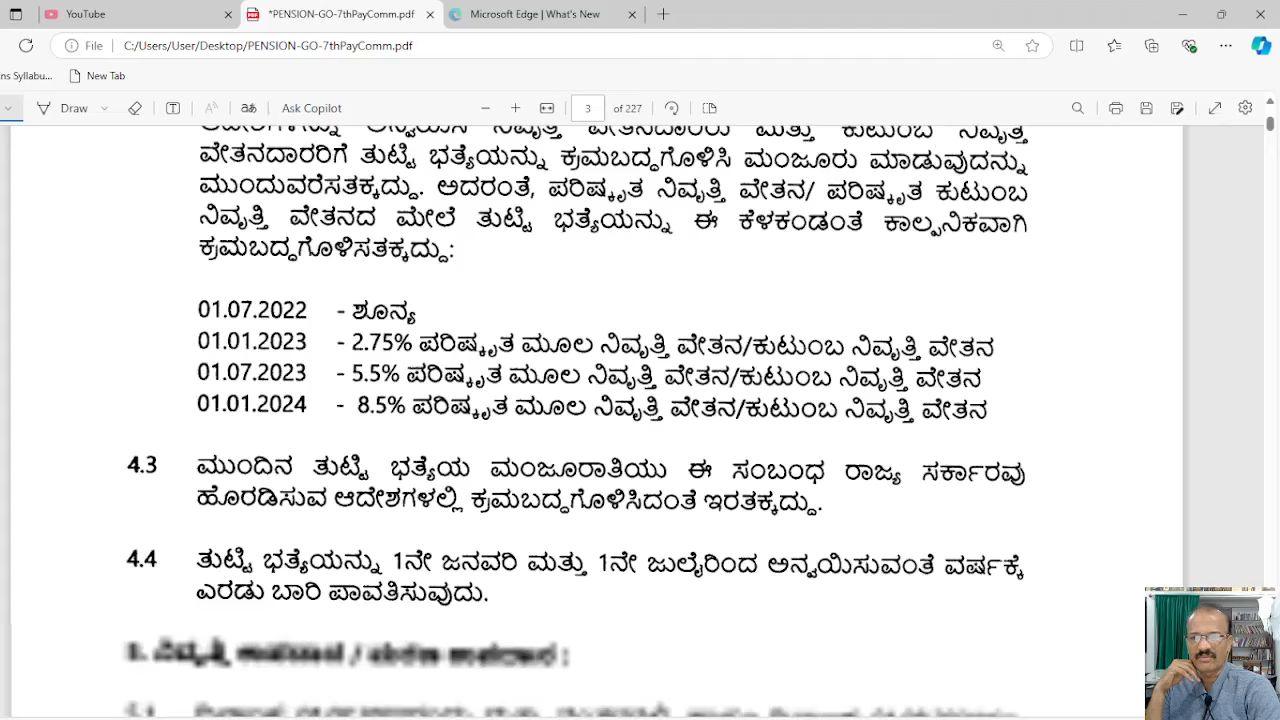 YouTube
*PENSION-GO-7thPayComm.pdf
Microsoft Edge | What's New
File C:/Users/User/Desktop/PENSION-GO-7thPayComm.pdf
ns Syllabu... New Tab
Draw Ask Copilot 3 of 227
ನಿವೃತ್ತಿ ವೇತನದಾರರು ಮತ್ತು ಕುಟುಂಬ ನಿವೃತ್ತಿ
ವೇತನದಾರರಿಗೆ ತುಟ್ಟಿ ಭತ್ಯೆಯನ್ನು ಕ್ರಮಬದ್ಧಗೊಳಿಸಿ ಮಂಜೂರು ಮಾಡುವುದನ್ನು
ಮುಂದುವರೆಸತಕ್ಕದ್ದು. ಅದರಂತೆ, ಪರಿಷ್ಕೃತ ನಿವೃತ್ತಿ ವೇತನ/ ಪರಿಷ್ಕೃತ ಕುಟುಂಬ
ನಿವೃತ್ತಿ ವೇತನದ ಮೇಲೆ ತುಟ್ಟಿ ಭತ್ಯೆಯನ್ನು ಈ ಕೆಳಕಂಡಂತೆ ಕಾಲ್ಪನಿಕವಾಗಿ
ಕ್ರಮಬದ್ಧಗೊಳಿಸತಕ್ಕದ್ದು:
01.07.2022 - ಶೂನ್ಯ
01.01.2023 - 2.75% ಪರಿಷ್ಕೃತ ಮೂಲ ನಿವೃತ್ತಿ ವೇತನ/ಕುಟುಂಬ ನಿವೃತ್ತಿ ವೇತನ
01.07.2023 - 5.5% ಪರಿಷ್ಕೃತ ಮೂಲ ನಿವೃತ್ತಿ ವೇತನ/ಕುಟುಂಬ ನಿವೃತ್ತಿ ವೇತನ
01.01.2024 - 8.5% ಪರಿಷ್ಕೃತ ಮೂಲ ನಿವೃತ್ತಿ ವೇತನ/ಕುಟುಂಬ ನಿವೃತ್ತಿ ವೇತನ
4.3 ಮುಂದಿನ ತುಟ್ಟಿ ಭತ್ಯೆಯ ಮಂಜೂರಾತಿಯು ಈ ಸಂಬಂಧ ರಾಜ್ಯ ಸರ್ಕಾರವು
ಹೊರಡಿಸುವ ಆದೇಶಗಳಲ್ಲಿ ಕ್ರಮಬದ್ಧಗೊಳಿಸಿದಂತೆ ಇರತಕ್ಕದ್ದು.
4.4 ತುಟ್ಟಿ ಭತ್ಯೆಯನ್ನು 1ನೇ ಜನವರಿ ಮತ್ತು 1ನೇ ಜುಲೈರಿಂದ ಅನ್ವಯಿಸುವಂತೆ ವರ್ಷಕ್ಕೆ
ಎರಡು ಬಾರಿ ಪಾವತಿಸುವುದು.